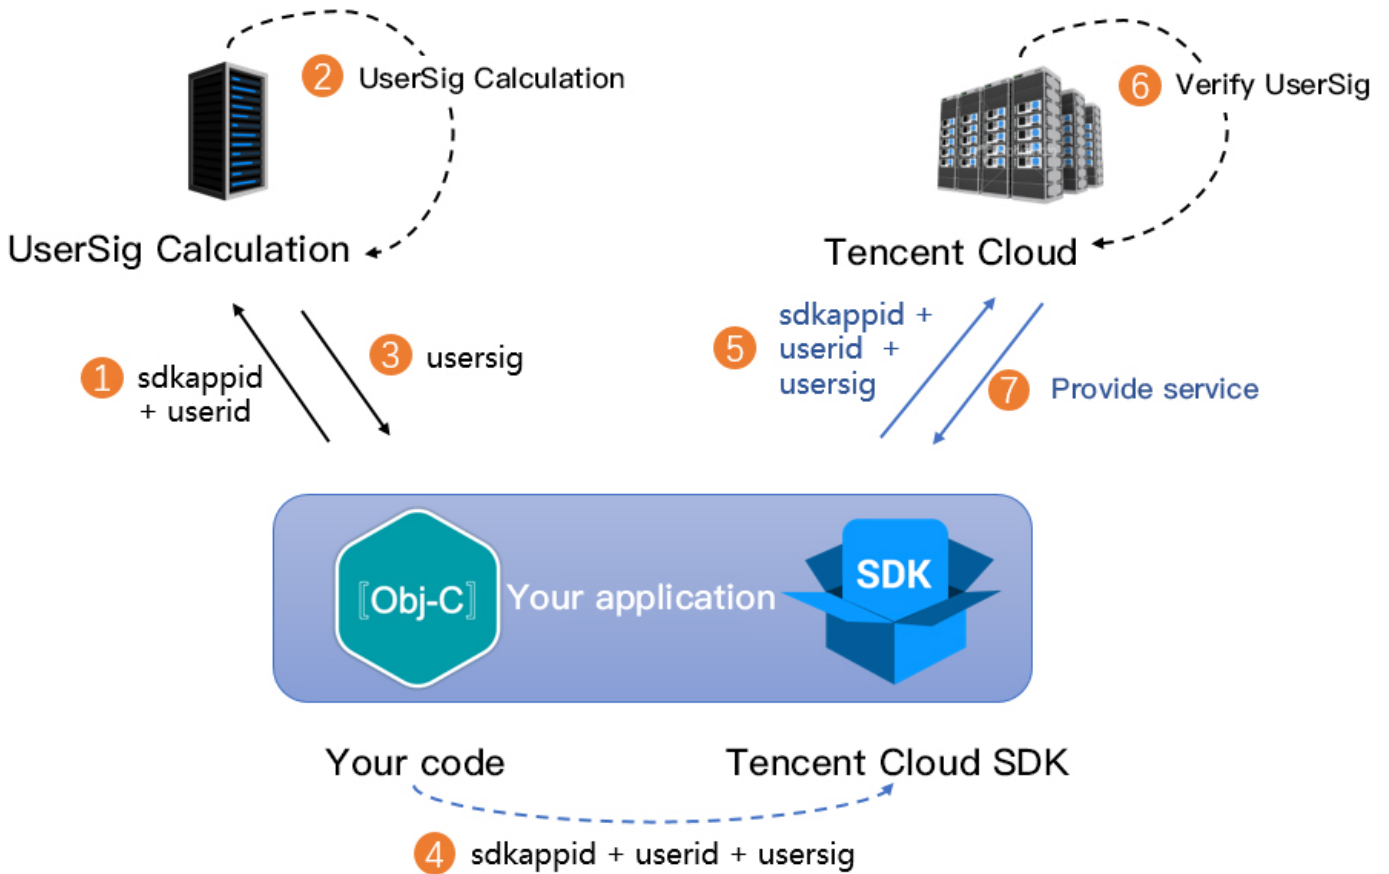 2 UserSig Calculation
6 Verify UserSig
UserSig Calculation
Tencent Cloud
1 sdkappid
+ userid
3 usersig
5 sdkappid +
userid +
usersig
7 Provide service
[Obj-C]
Your application
SDK
Your code
Tencent Cloud SDK
4 sdkappid + userid + usersig